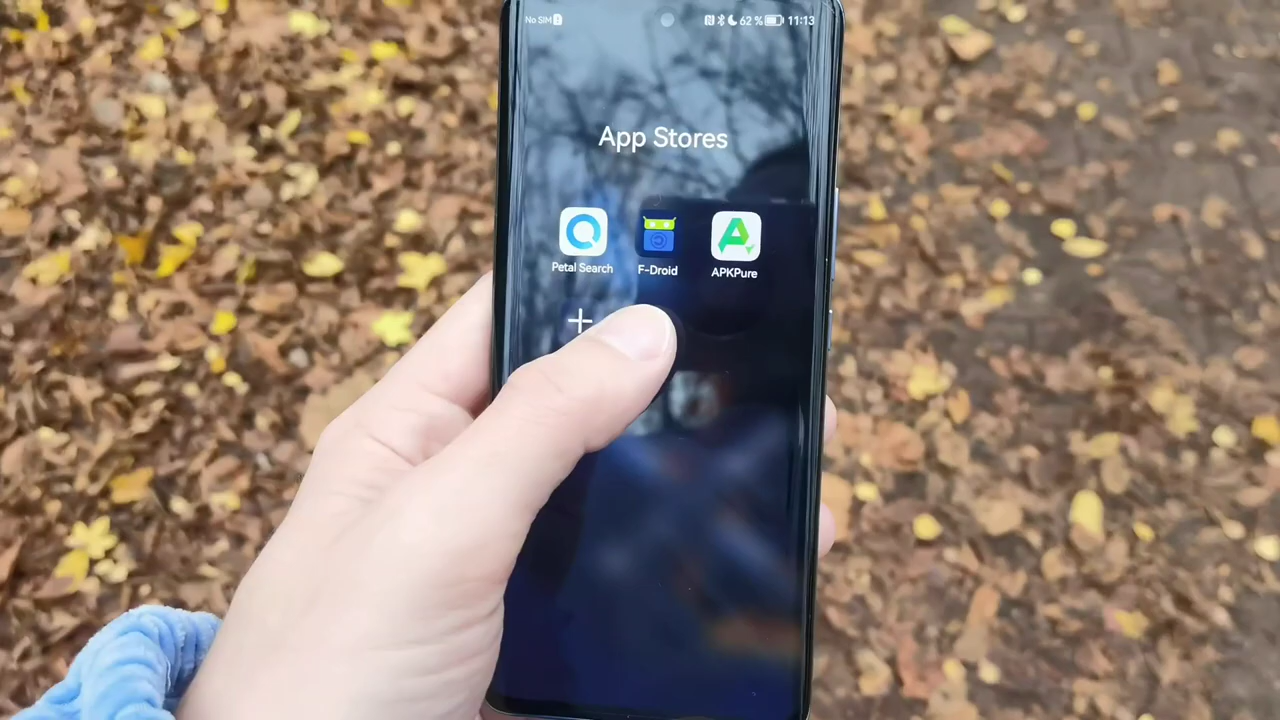 No SIM 62 % 11:13
App Stores
Petal Search F-Droid APKPure